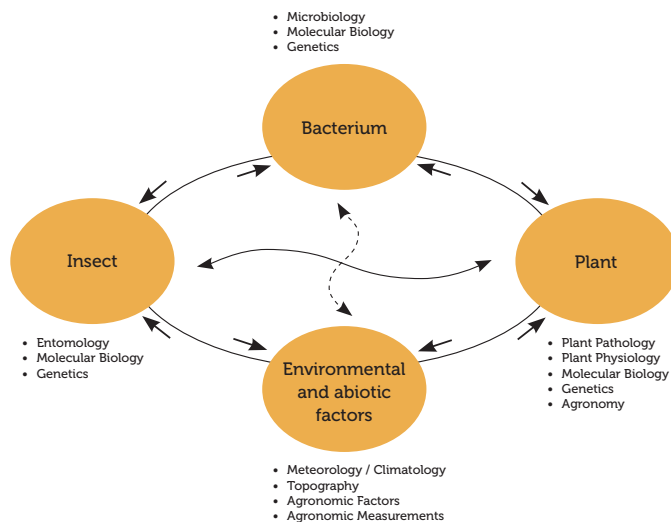 • Microbiology
• Molecular Biology
• Genetics
Bacterium
Insect
Plant
• Entomology
• Molecular Biology
• Genetics
• Plant Pathology
• Plant Physiology
• Molecular Biology
• Genetics
• Agronomy
Environmental
and abiotic
factors
• Meteorology / Climatology
• Topography
• Agronomic Factors
• Agronomic Measurements